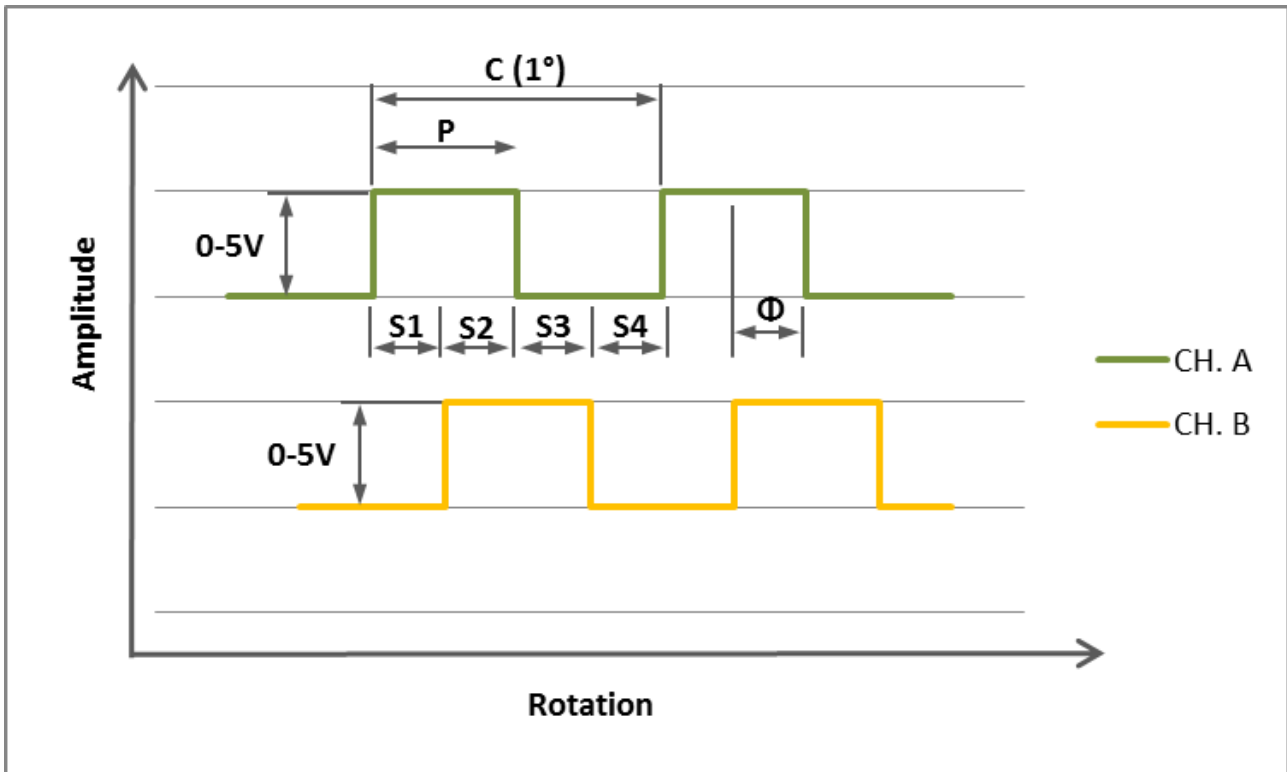 C (1°)
P
0-5V
S1 S2 S3 S4 Φ
Amplitude
CH. A
CH. B
0-5V
Rotation